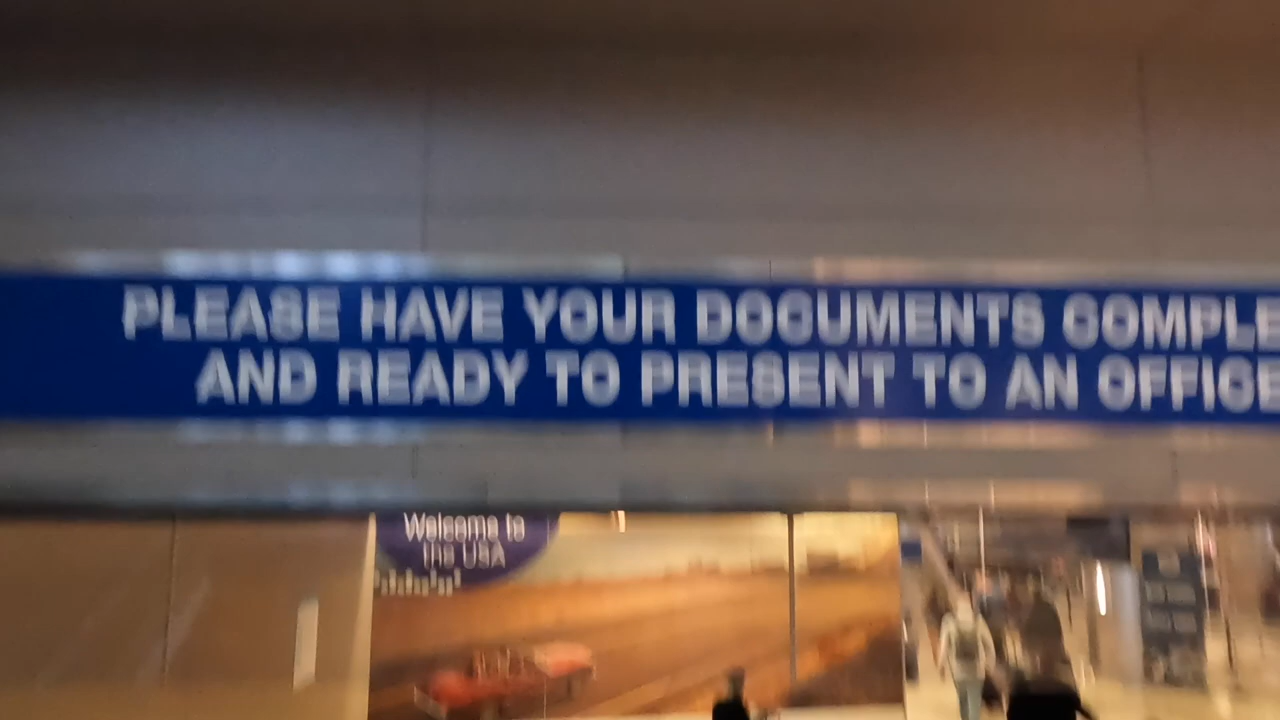 PLEASE HAVE YOUR DOCUMENTS COMPLE
AND READY TO PRESENT TO AN OFFICE
Welcome to
the USA